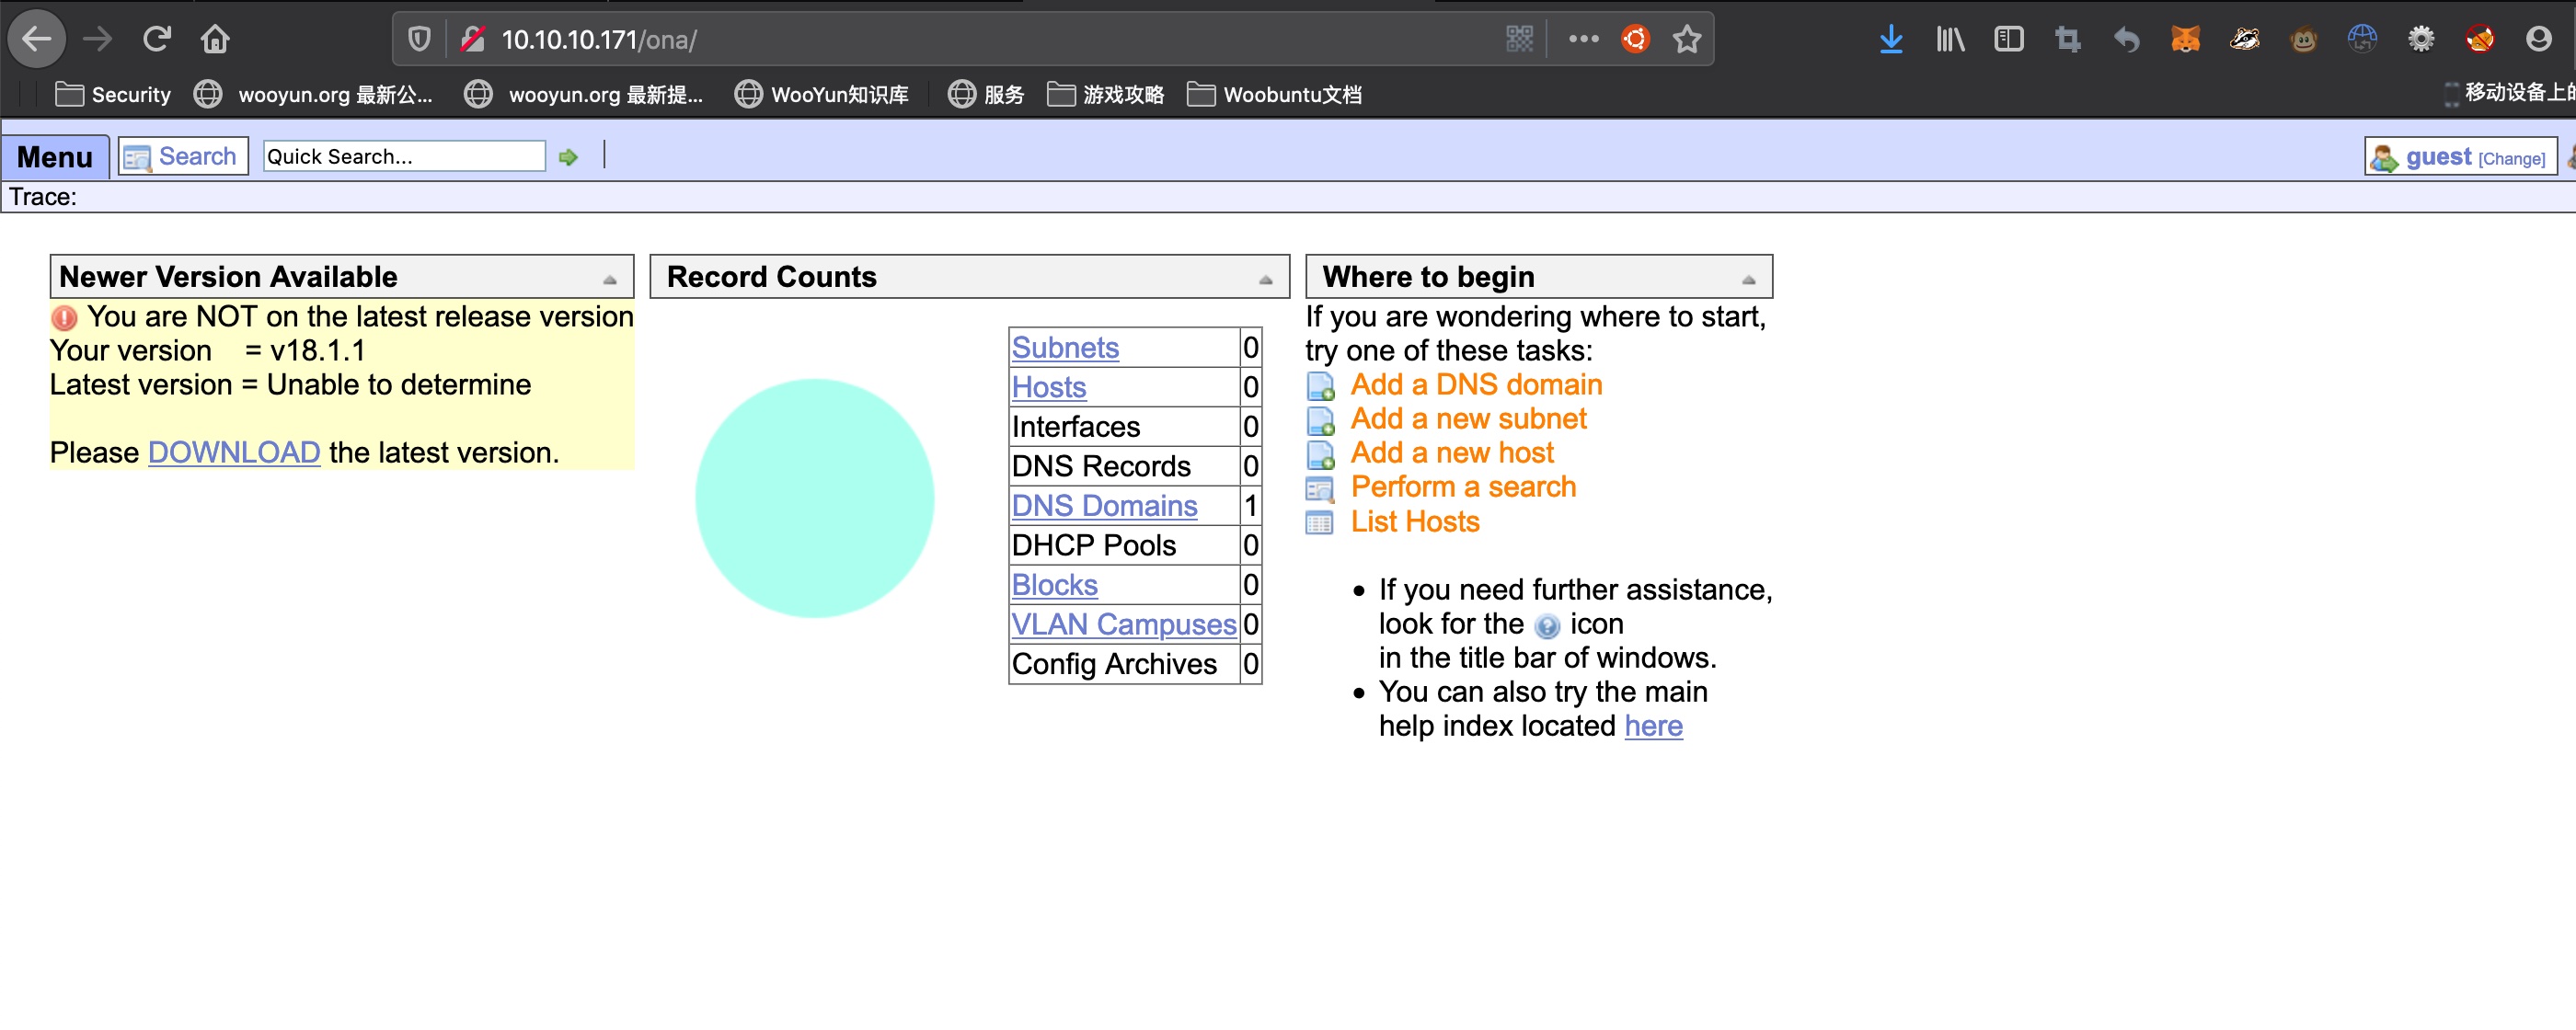 10.10.10.171/ona/
Security wooyun.org 最新公... wooyun.org 最新提... WooYun知识库 服务 游戏攻略 Woobuntu文档 移动设备上的
Menu Search Quick Search... guest [Change]
Trace:
Newer Version Available
You are NOT on the latest release version
Your version = v18.1.1
Latest version = Unable to determine
Please DOWNLOAD the latest version.
Record Counts
Subnets 0
Hosts 0
Interfaces 0
DNS Records 0
DNS Domains 1
DHCP Pools 0
Blocks 0
VLAN Campuses 0
Config Archives 0
Where to begin
If you are wondering where to start,
try one of these tasks:
Add a DNS domain
Add a new subnet
Add a new host
Perform a search
List Hosts
• If you need further assistance,
look for the ? icon
in the title bar of windows.
• You can also try the main
help index located here